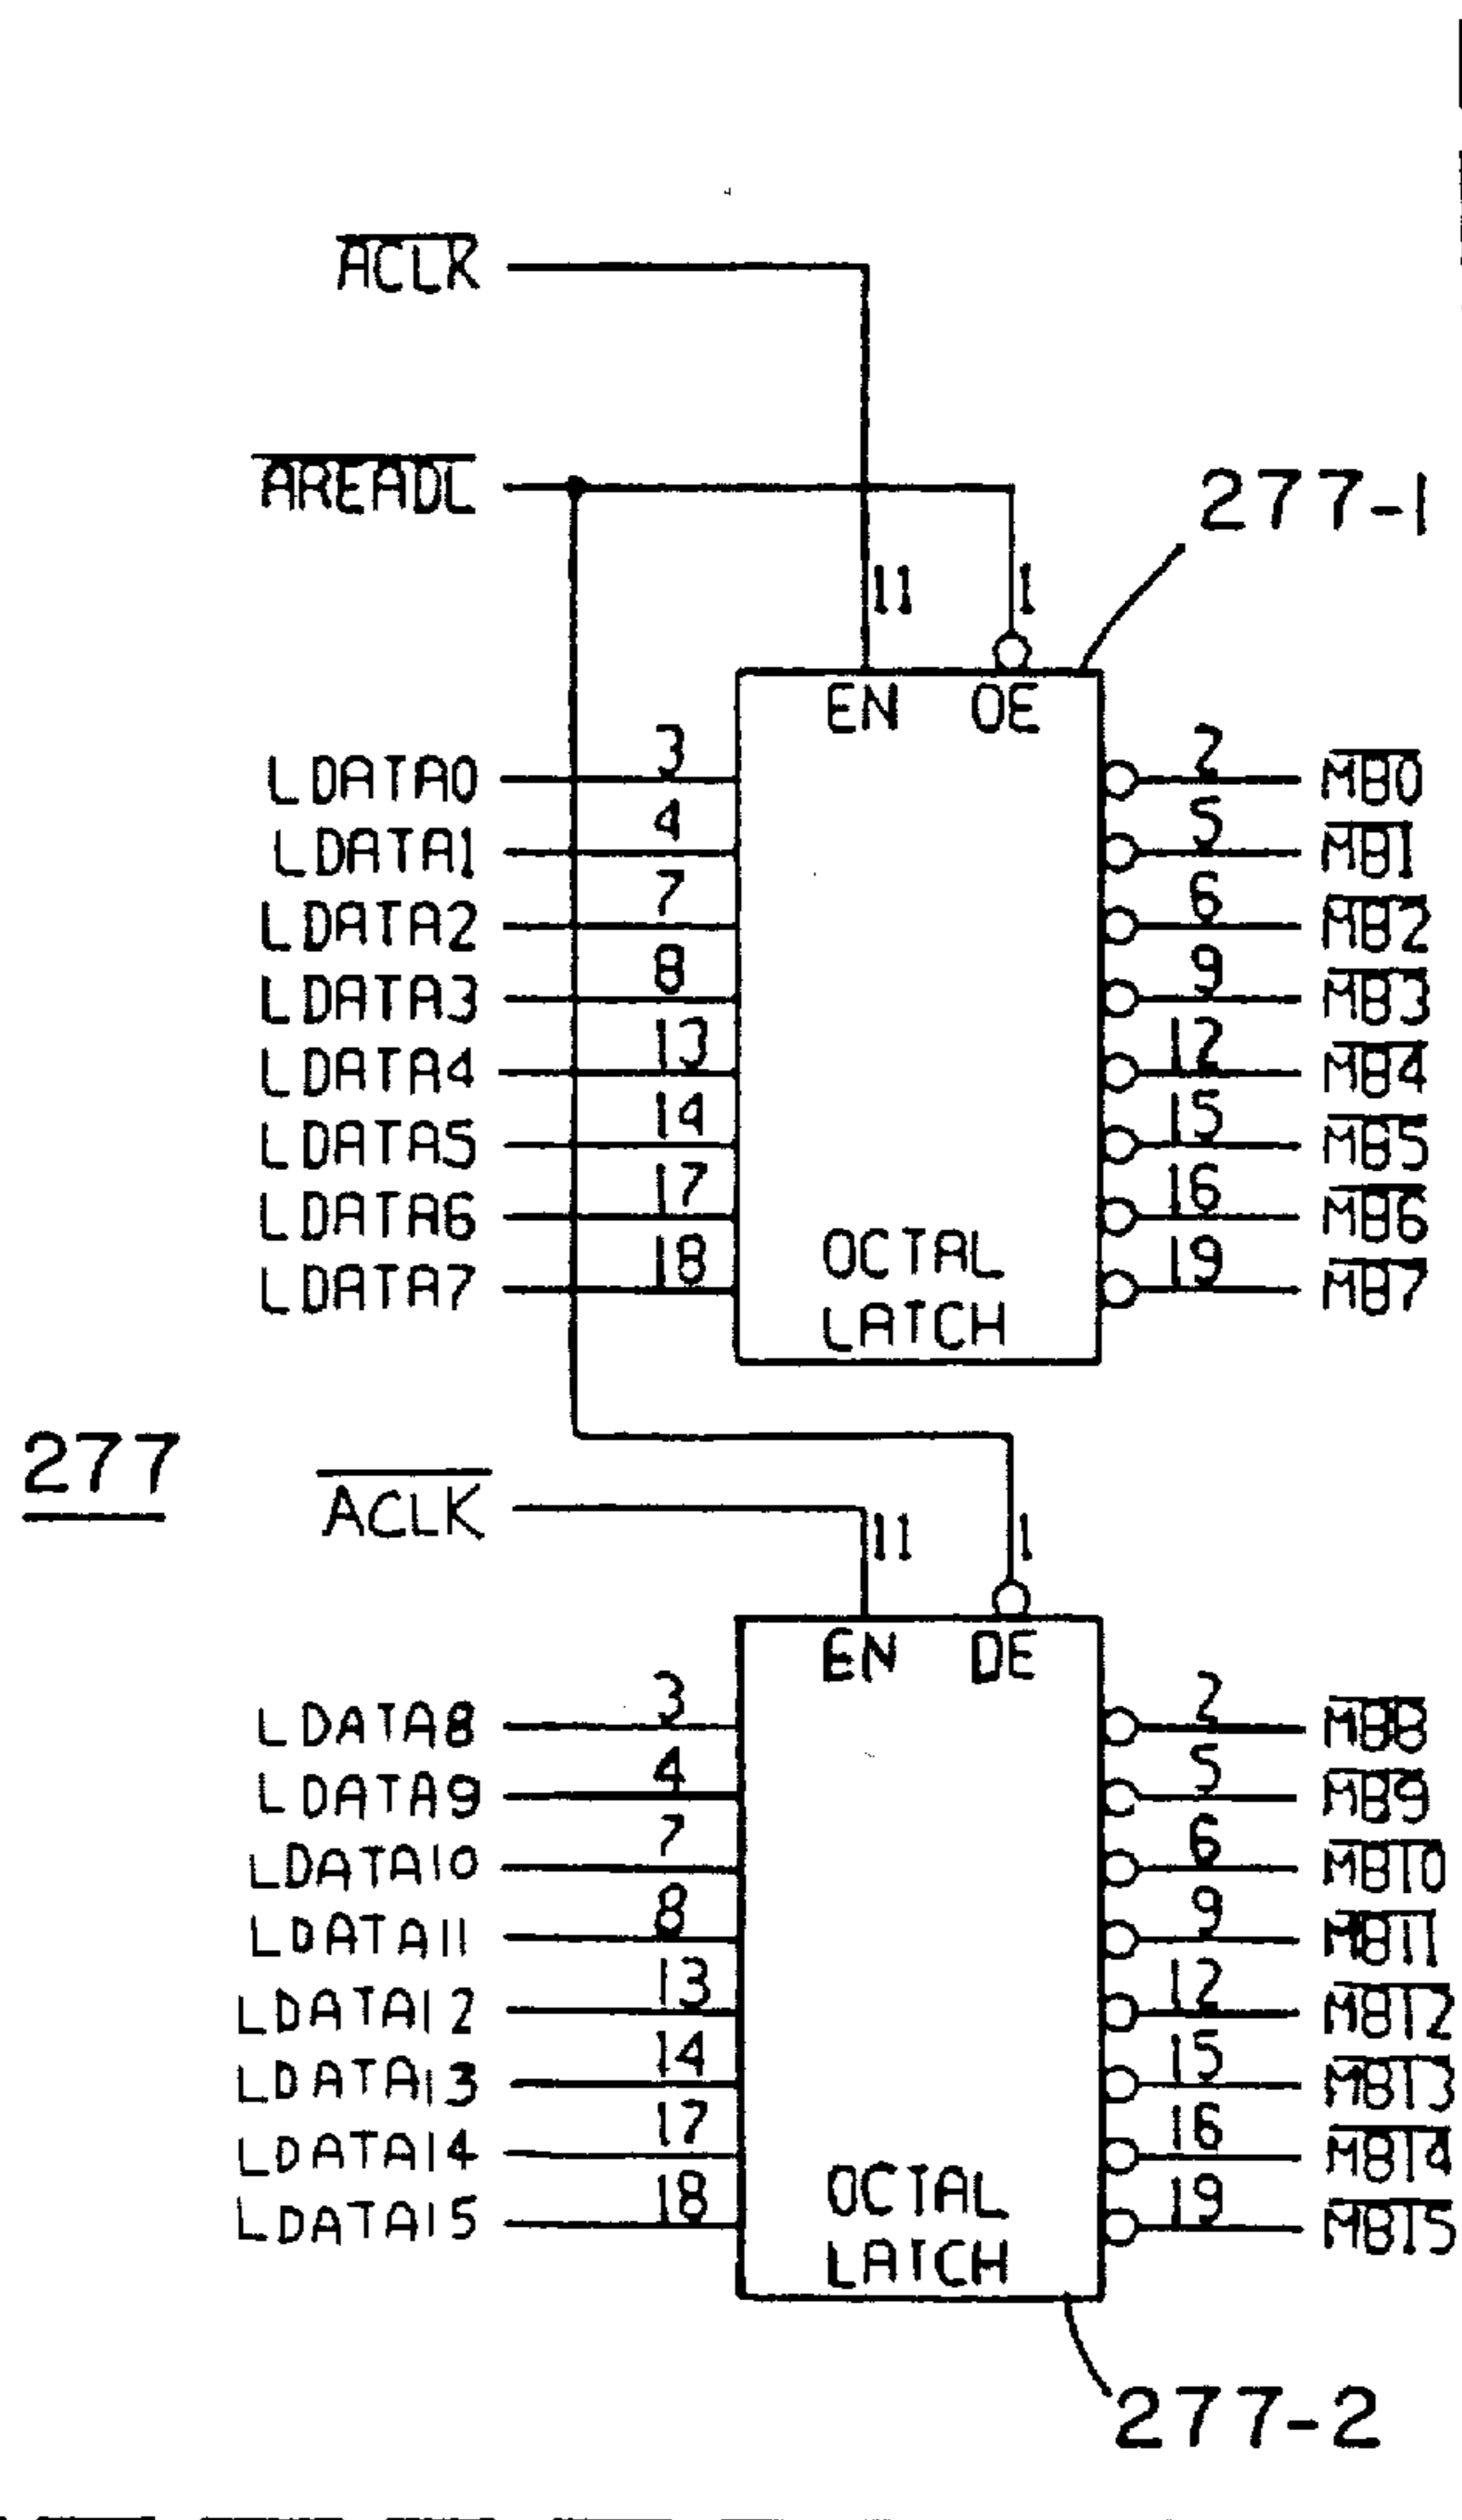 ACLK
AREADL
277-1
11 1
EN OE
LDATA0 3 2 MB0
LDATA1 4 5 MB1
LDATA2 7 6 MB2
LDATA3 8 9 MB3
LDATA4 13 12 MB4
LDATA5 14 15 MB5
LDATA6 17 16 MB6
LDATA7 18 19 MB7
OCTAL
LATCH
277
ACLK
11 1
EN OE
LDATA8 3 2 MB8
LDATA9 4 5 MB9
LDATA10 7 6 MB10
LDATA11 8 9 MB11
LDATA12 13 12 MB12
LDATA13 14 15 MB13
LDATA14 17 16 MB14
LDATA15 18 19 MB15
OCTAL
LATCH
277-2